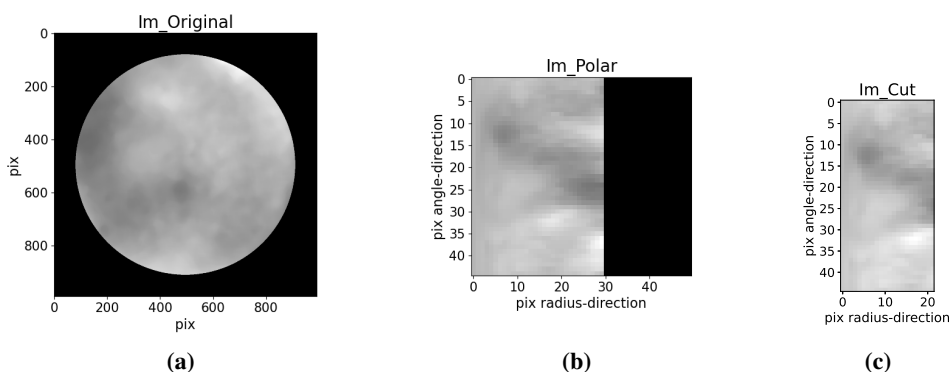 Im_Original
0
200
400
600
800
pix
0 200 400 600 800
pix
(a)
Im_Polar
0
5
10
15
20
25
30
35
40
pix angle-direction
0 10 20 30 40
pix radius-direction
(b)
Im_Cut
0
5
10
15
20
25
30
35
40
pix angle-direction
0 10 20
pix radius-direction
(c)